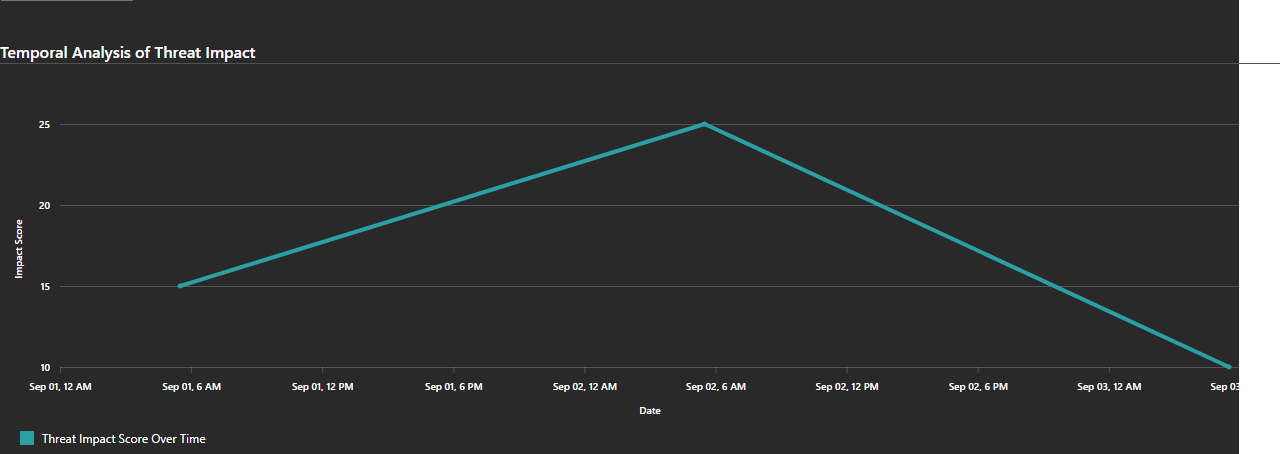 Temporal Analysis of Threat Impact
25
20
15
10
Impact Score
Sep 01, 12 AM Sep 01, 6 AM Sep 01, 12 PM Sep 01, 6 PM Sep 02, 12 AM Sep 02, 6 AM Sep 02, 12 PM Sep 02, 6 PM Sep 03, 12 AM Sep 03
Date
Threat Impact Score Over Time